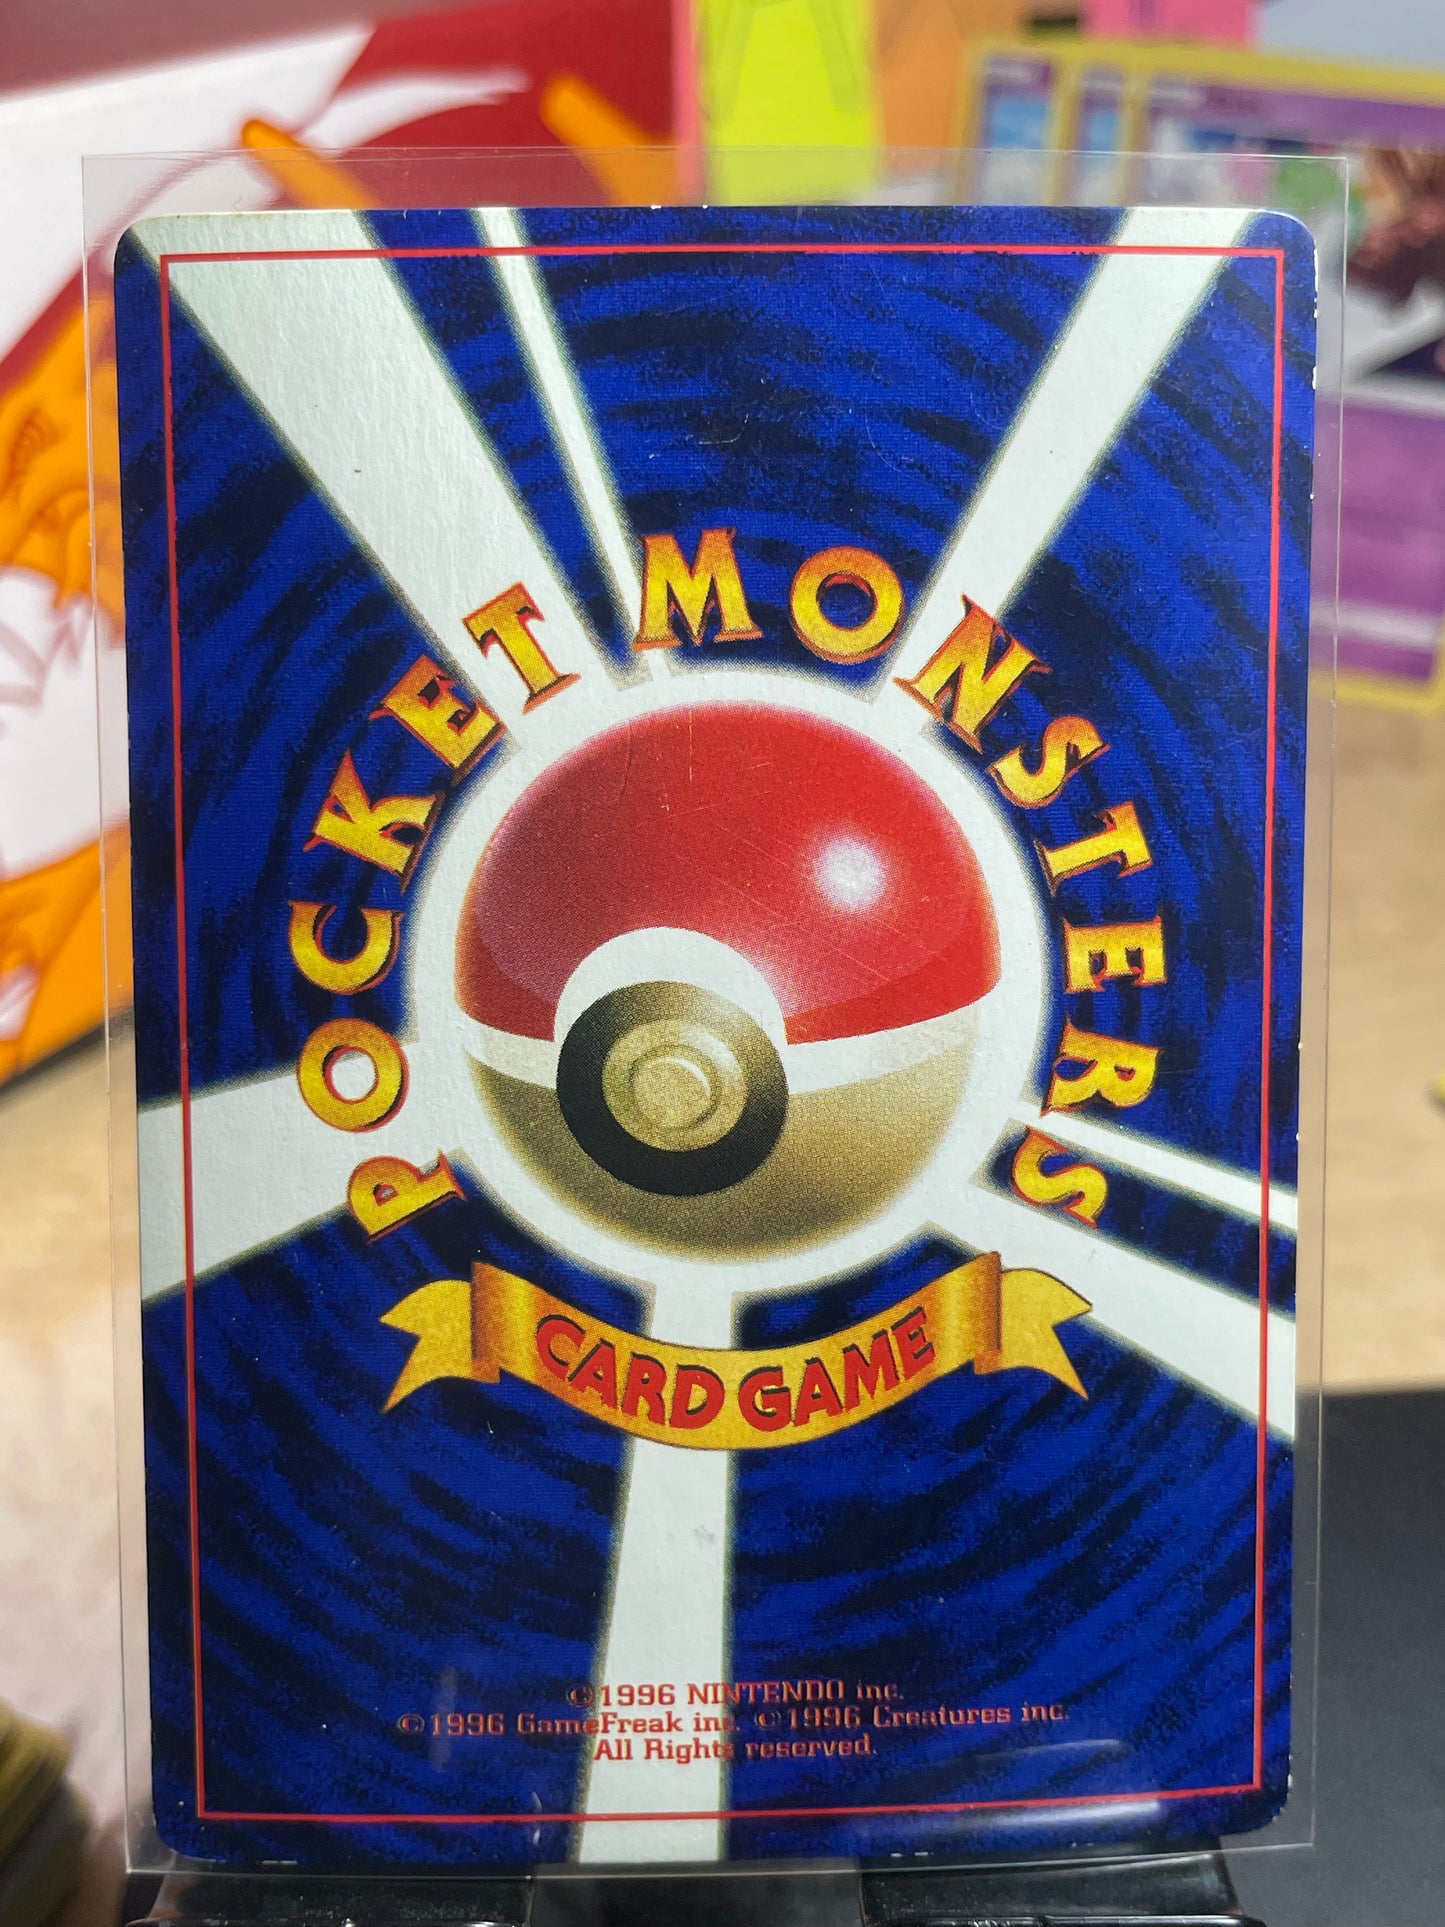 POCKET MONSTERS
CARD GAME
©1996 NINTENDO inc.
©1996 GameFreak inc. ©1996 Creatures inc.
All Rights reserved.